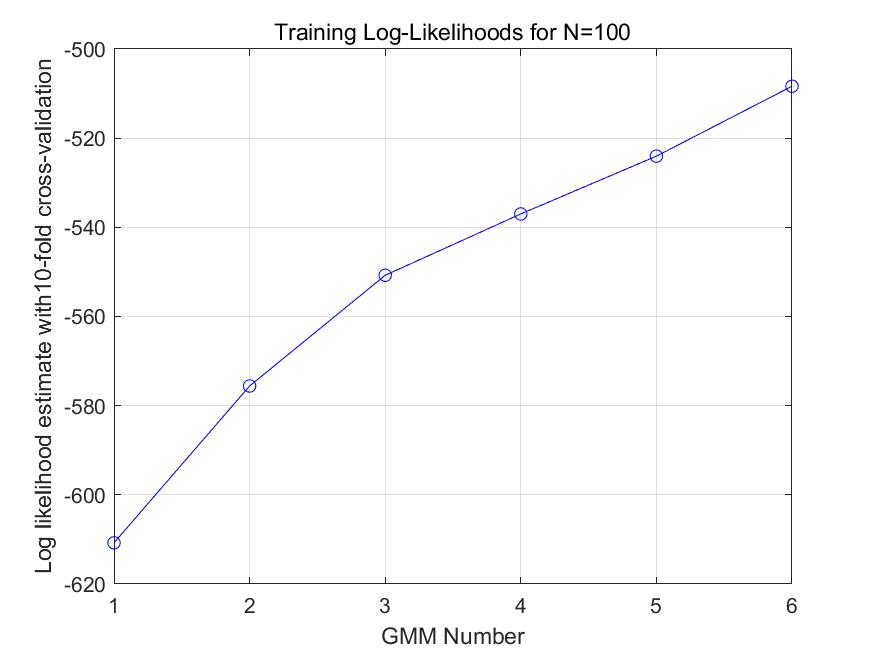 Training Log-Likelihoods for N=100
Log likelihood estimate with10-fold cross-validation
-500
-520
-540
-560
-580
-600
-620
1 2 3 4 5 6
GMM Number